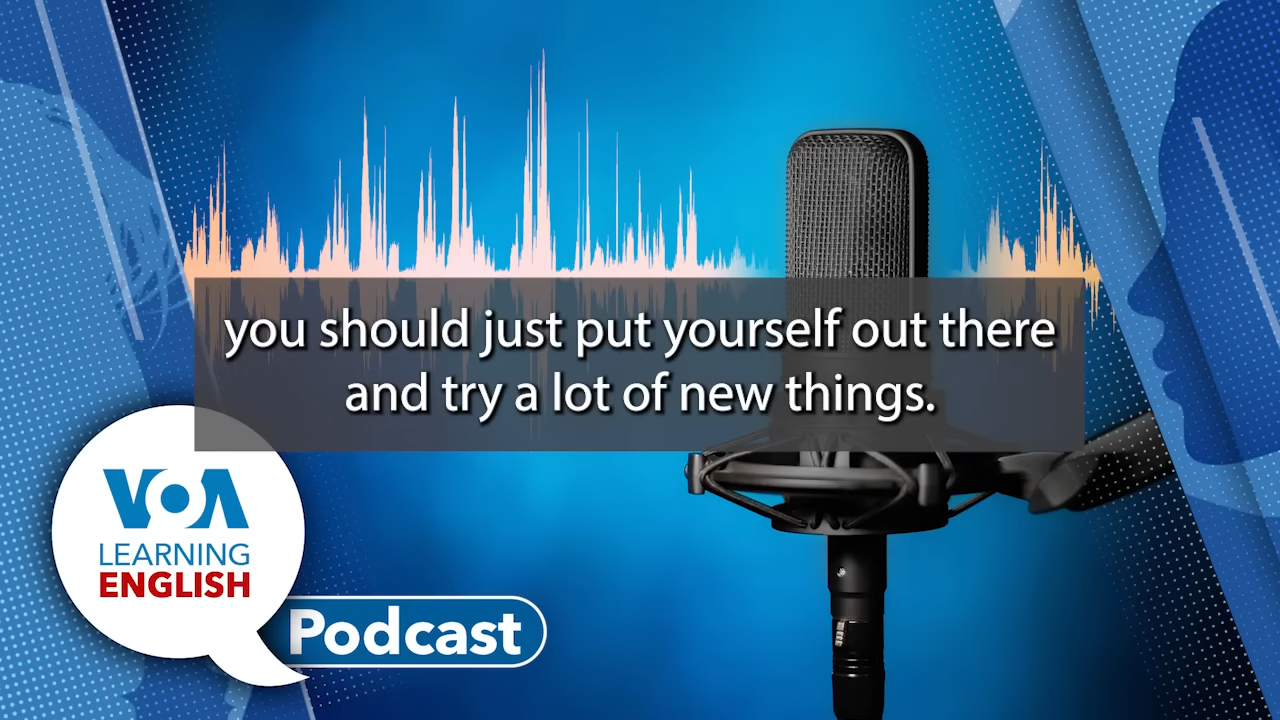 you should just put yourself out there
and try a lot of new things.
VOA
LEARNING
ENGLISH
Podcast